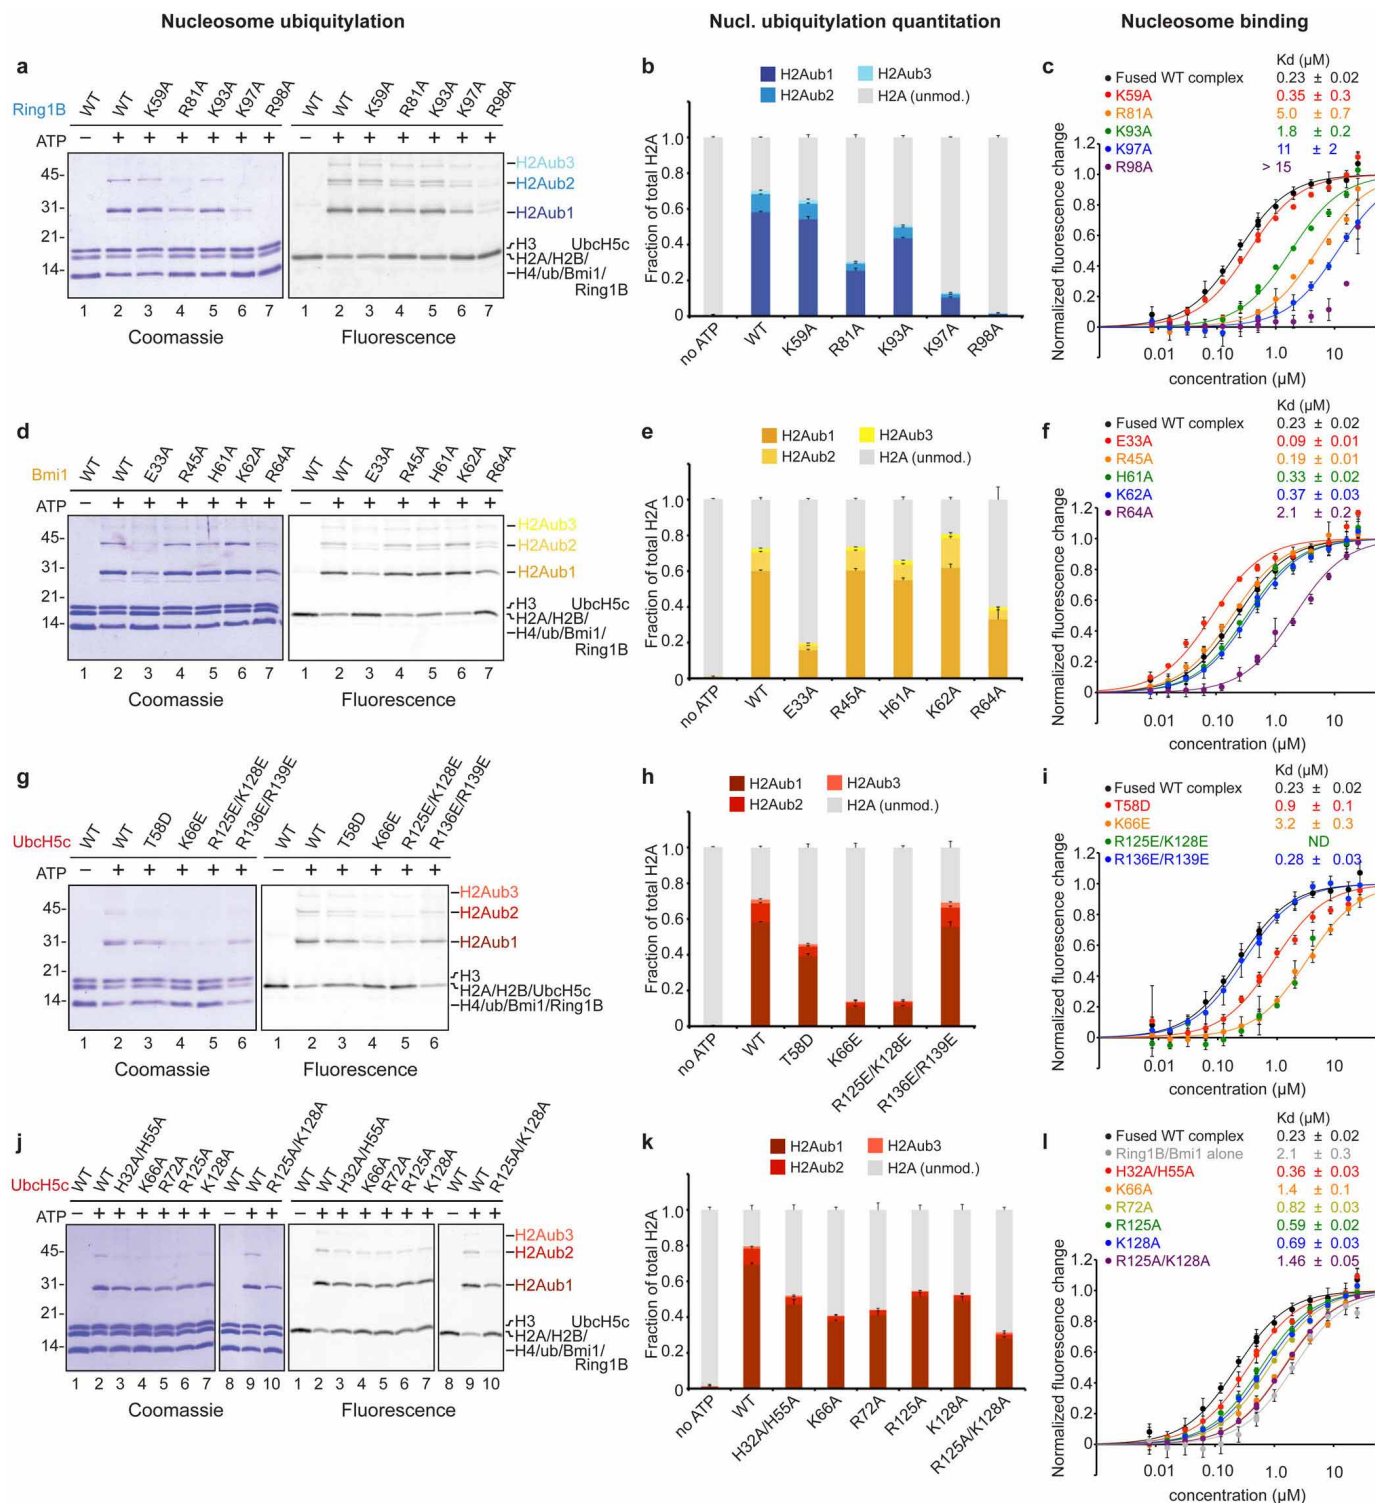 Nucleosome ubiquitylation
Nucl. ubiquitylation quantitation
Nucleosome binding
a
Ring1B
WT WT K59A R81A K93A K97A R98A
WT WT K59A R81A K93A K97A R98A
ATP − + + + + + + − + + + + + +
45-
31-
21-
14-
H2Aub3
H2Aub2
H2Aub1
H3 UbcH5c
H2A/H2B/
H4/ub/Bmi1/
Ring1B
1 2 3 4 5 6 7 1 2 3 4 5 6 7
Coomassie Fluorescence
b
H2Aub1 H2Aub3
H2Aub2 H2A (unmod.)
Fraction of total H2A
1.0
0.8
0.6
0.4
0.2
0
no ATP WT K59A R81A K93A K97A R98A
c
Kd (µM)
Fused WT complex 0.23 ± 0.02
K59A 0.35 ± 0.3
R81A 5.0 ± 0.7
K93A 1.8 ± 0.2
K97A 11 ± 2
R98A > 15
Normalized fluorescence change
1.2
1.0
0.8
0.6
0.4
0.2
0
0.01 0.10 1.0 10
concentration (µM)
d
Bmi1
WT WT E33A R45A H61A K62A R64A
WT WT E33A R45A H61A K62A R64A
ATP − + + + + + + − + + + + + +
45-
31-
21-
14-
H2Aub3
H2Aub2
H2Aub1
H3 UbcH5c
H2A/H2B/
H4/ub/Bmi1/
Ring1B
1 2 3 4 5 6 7 1 2 3 4 5 6 7
Coomassie Fluorescence
e
H2Aub1 H2Aub3
H2Aub2 H2A (unmod.)
Fraction of total H2A
1.0
0.8
0.6
0.4
0.2
0
no ATP WT E33A R45A H61A K62A R64A
f
Kd (µM)
Fused WT complex 0.23 ± 0.02
E33A 0.09 ± 0.01
R45A 0.19 ± 0.01
H61A 0.33 ± 0.02
K62A 0.37 ± 0.03
R64A 2.1 ± 0.2
Normalized fluorescence change
1.2
1.0
0.8
0.6
0.4
0.2
0
0.01 0.10 1.0 10
concentration (µM)
g
UbcH5c
WT WT T58D K66E R125E/K128E R136E/R139E
WT WT T58D K66E R125E/K128E R136E/R139E
ATP − + + + + + − + + + + +
45-
31-
21-
14-
H2Aub3
H2Aub2
H2Aub1
H3
H2A/H2B/UbcH5c
H4/ub/Bmi1/Ring1B
1 2 3 4 5 6 1 2 3 4 5 6
Coomassie Fluorescence
h
H2Aub1 H2Aub3
H2Aub2 H2A (unmod.)
Fraction of total H2A
1.0
0.8
0.6
0.4
0.2
0
no ATP WT T58D K66E R125E/K128E R136E/R139E
i
Kd (µM)
Fused WT complex 0.23 ± 0.02
T58D 0.9 ± 0.1
K66E 3.2 ± 0.3
R125E/K128E ND
R136E/R139E 0.28 ± 0.03
Normalized fluorescence change
1.2
1.0
0.8
0.6
0.4
0.2
0
0.01 0.10 1.0 10
concentration (µM)
j
UbcH5c
WT WT H32A/H55A K66A R72A R125A K128A WT WT R125A/K128A
WT WT H32A/H55A K66A R72A R125A K128A WT WT R125A/K128A
ATP − + + + + + + − + + − + + + + + + − + +
45-
31-
21-
14-
H2Aub3
H2Aub2
H2Aub1
H3 UbcH5c
H2A/H2B/
H4/ub/Bmi1/
Ring1B
1 2 3 4 5 6 7 8 9 10 1 2 3 4 5 6 7 8 9 10
Coomassie Fluorescence
k
H2Aub1 H2Aub3
H2Aub2 H2A (unmod.)
Fraction of total H2A
1.0
0.8
0.6
0.4
0.2
0
no ATP WT H32A/H55A K66A R72A R125A K128A R125A/K128A
l
Kd (µM)
Fused WT complex 0.23 ± 0.02
Ring1B/Bmi1 alone 2.1 ± 0.3
H32A/H55A 0.36 ± 0.03
K66A 1.4 ± 0.1
R72A 0.82 ± 0.03
R125A 0.59 ± 0.02
K128A 0.69 ± 0.03
R125A/K128A 1.46 ± 0.05
Normalized fluorescence change
1.2
1.0
0.8
0.6
0.4
0.2
0
0.01 0.10 1.0 10
concentration (µM)